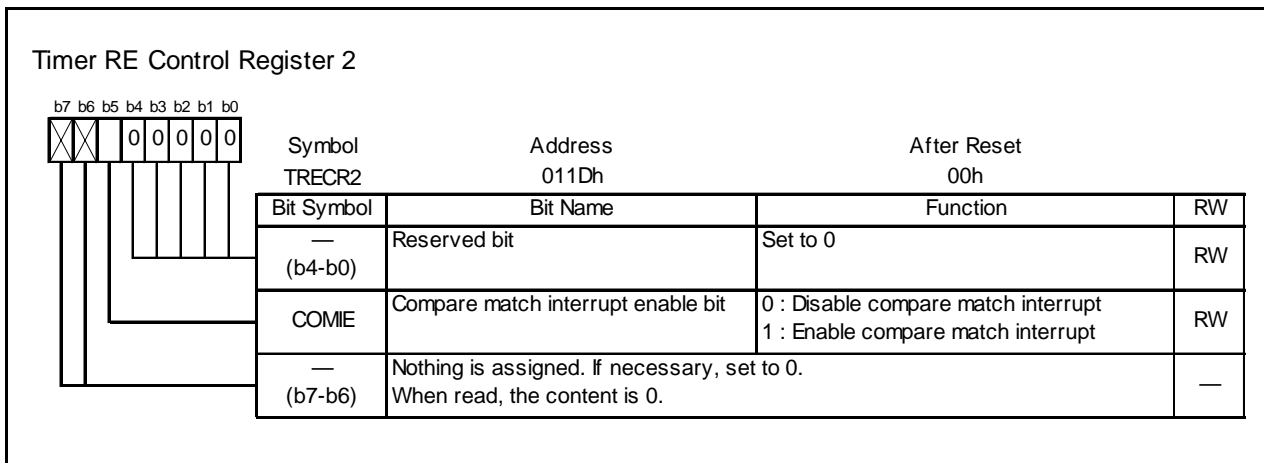 Timer RE Control Register 2
b7 b6 b5 b4 b3 b2 b1 b0
0 0 0 0 0
Symbol Address After Reset
TRECR2 011Dh 00h
Bit Symbol Bit Name Function RW
— Reserved bit Set to 0 RW
(b4-b0)
COMIE Compare match interrupt enable bit 0 : Disable compare match interrupt RW
1 : Enable compare match interrupt
— Nothing is assigned. If necessary, set to 0. —
(b7-b6) When read, the content is 0.